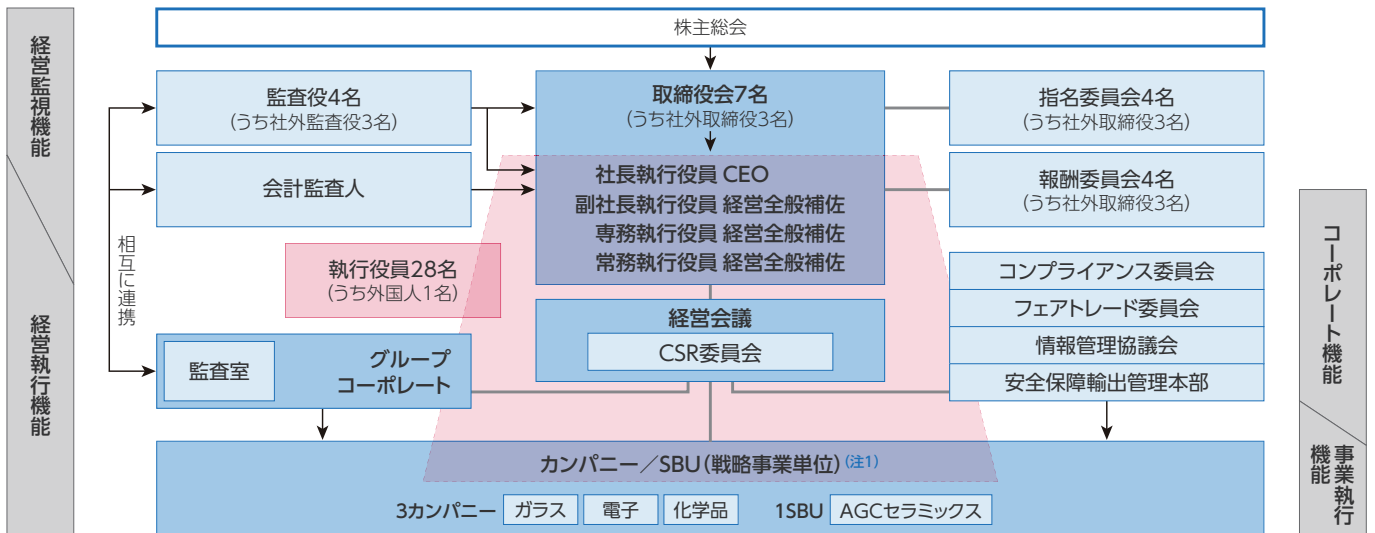 株主総会
経営監視機能
経営執行機能
監査役4名
(うち社外監査役3名)
会計監査人
相互に連携
執行役員28名
(うち外国人1名)
監査室
グループ
コーポレート
取締役会7名
(うち社外取締役3名)
社長執行役員 CEO
副社長執行役員 経営全般補佐
専務執行役員 経営全般補佐
常務執行役員 経営全般補佐
経営会議
CSR委員会
指名委員会4名
(うち社外取締役3名)
報酬委員会4名
(うち社外取締役3名)
コンプライアンス委員会
フェアトレード委員会
情報管理協議会
安全保障輸出管理本部
コーポレート機能
事業執行
機能
カンパニー／SBU(戦略事業単位)(注1)
3カンパニー ガラス 電子 化学品 1SBU AGCセラミックス